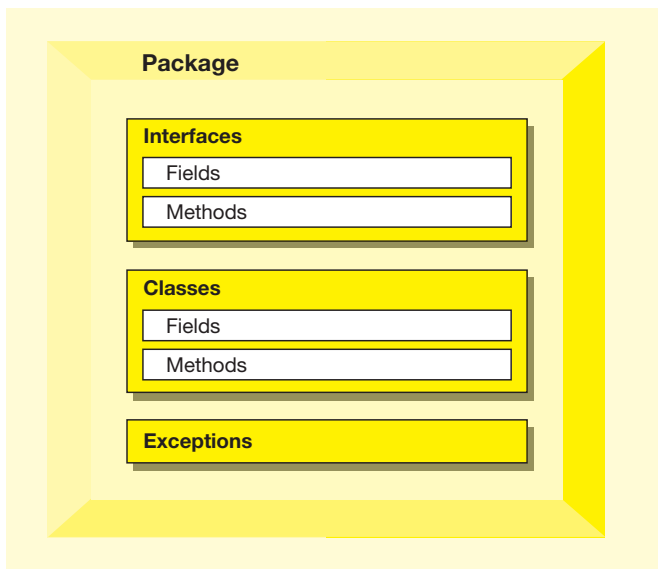 Package
Interfaces
Fields
Methods
Classes
Fields
Methods
Exceptions